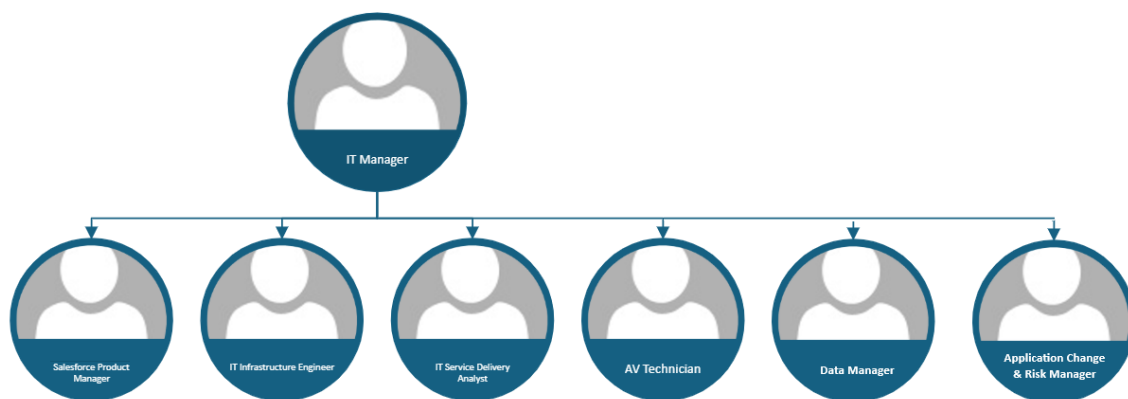 IT Manager
Salesforce Product
Manager
IT Infrastructure Engineer
IT Service Delivery
Analyst
AV Technician
Data Manager
Application Change
& Risk Manager